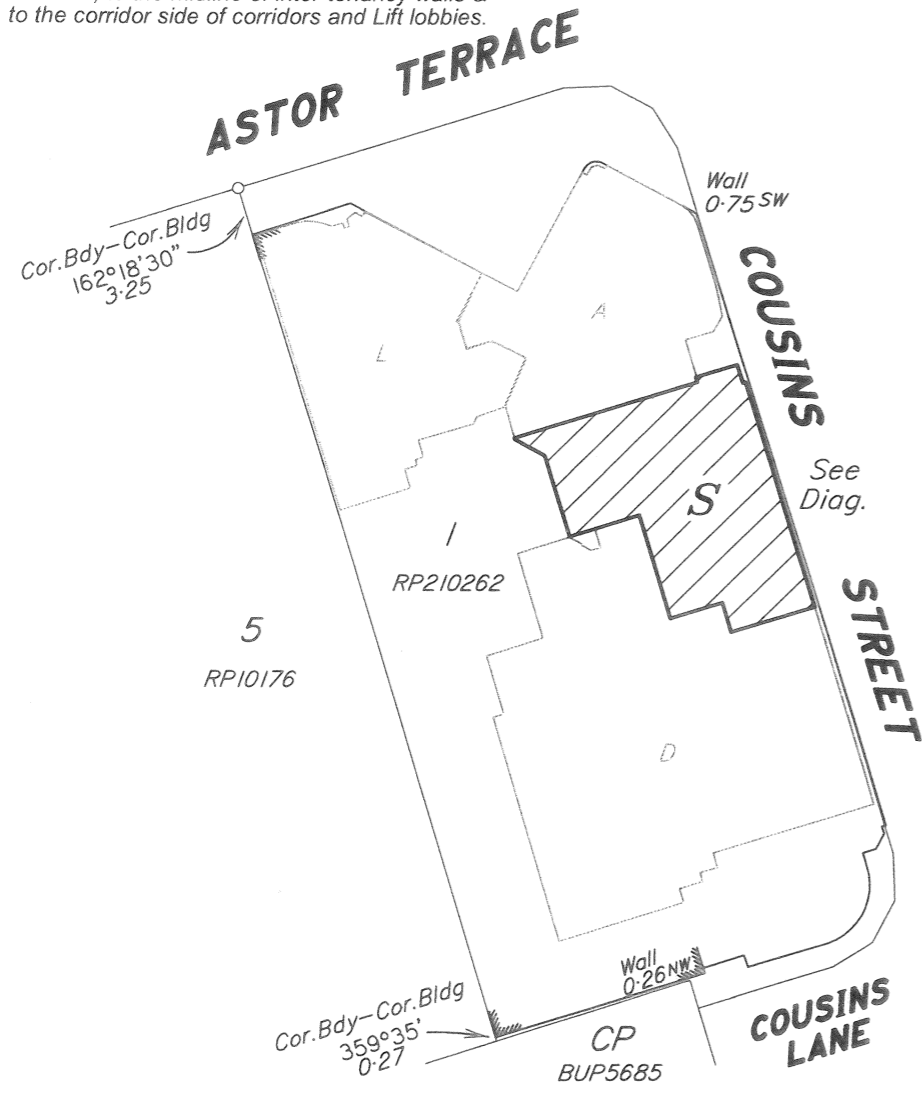 to the corridor side of corridors and Lift lobbies.
ASTOR TERRACE
Wall
0·75 SW
Cor.Bdy-Cor.Bldg
162°18'30"
3·25
COUSINS STREET
A
L
See
Diag.
S
1
RP210262
5
RP10176
D
Wall
0·26 NW
Cor.Bdy-Cor.Bldg
359°35'
0·27
COUSINS
LANE
CP
BUP5685